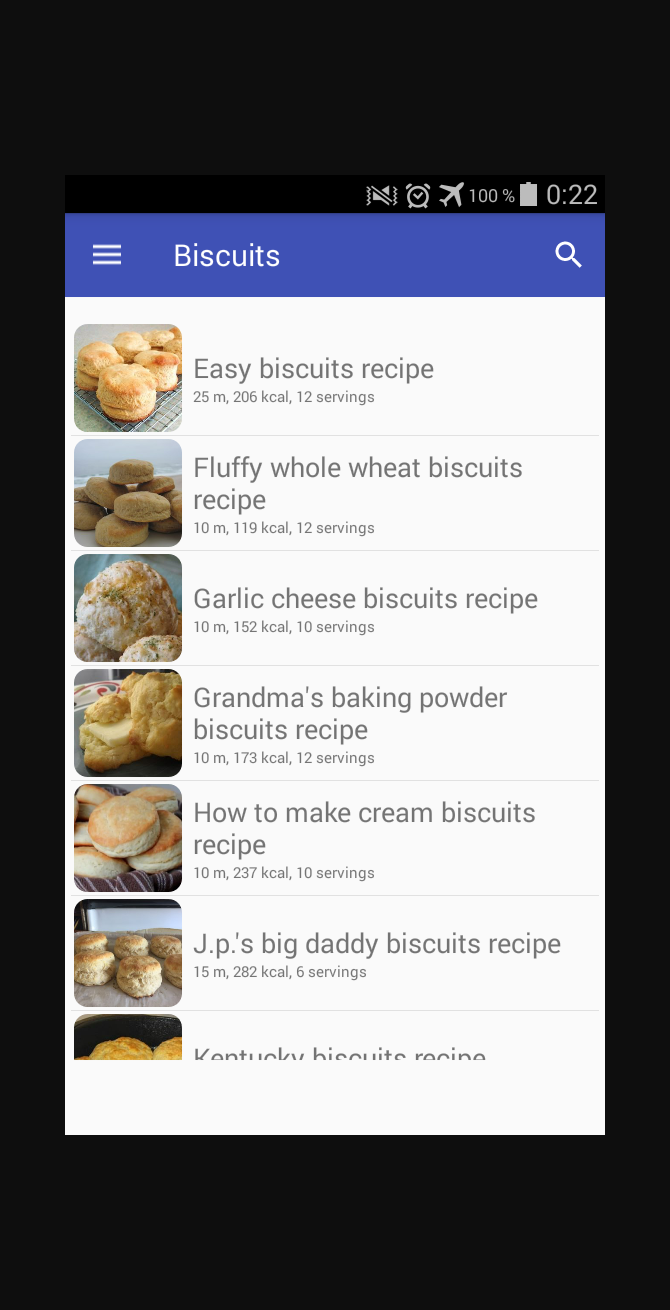 100 % 0:22
Biscuits
Easy biscuits recipe
25 m, 206 kcal, 12 servings
Fluffy whole wheat biscuits
recipe
10 m, 119 kcal, 12 servings
Garlic cheese biscuits recipe
10 m, 152 kcal, 10 servings
Grandma's baking powder
biscuits recipe
10 m, 173 kcal, 12 servings
How to make cream biscuits
recipe
10 m, 237 kcal, 10 servings
J.p.'s big daddy biscuits recipe
15 m, 282 kcal, 6 servings
Kentucky biscuits recipe